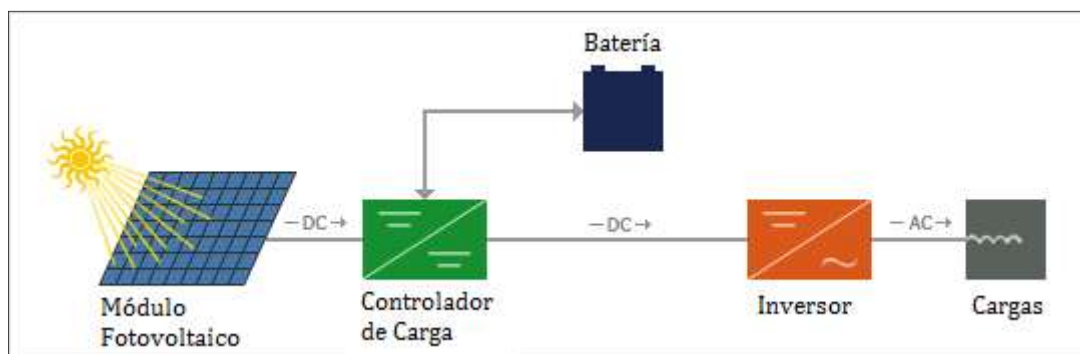 Batería
DC
DC
AC
Módulo
Fotovoltaico
Controlador
de Carga
Inversor
Cargas